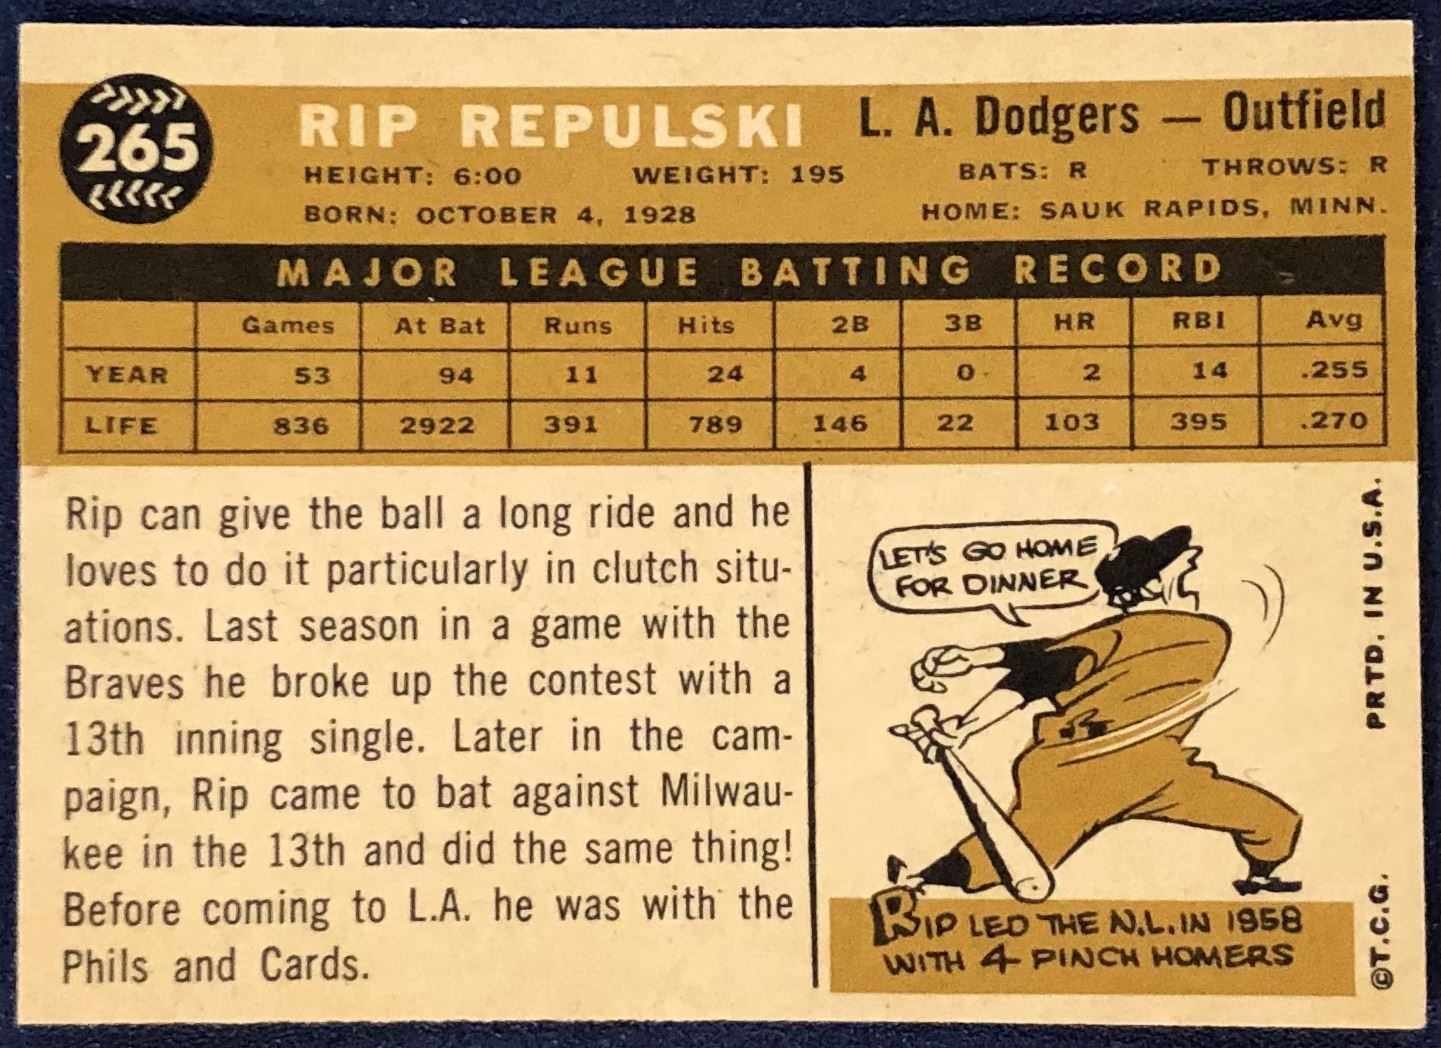 265
RIP REPULSKI L. A. Dodgers — Outfield
HEIGHT: 6:00 WEIGHT: 195 BATS: R THROWS: R
BORN: OCTOBER 4, 1928 HOME: SAUK RAPIDS, MINN.
MAJOR LEAGUE BATTING RECORD
Games At Bat Runs Hits 2B 3B HR RBI Avg
YEAR 53 94 11 24 4 0 2 14 .255
LIFE 836 2922 391 789 146 22 103 395 .270
Rip can give the ball a long ride and he
loves to do it particularly in clutch situ-
ations. Last season in a game with the
Braves he broke up the contest with a
13th inning single. Later in the cam-
paign, Rip came to bat against Milwau-
kee in the 13th and did the same thing!
Before coming to L.A. he was with the
Phils and Cards.
LET'S GO HOME
FOR DINNER
RIP LED THE N.L. IN 1958
WITH 4 PINCH HOMERS
©T.C.G. PRTD. IN U.S.A.